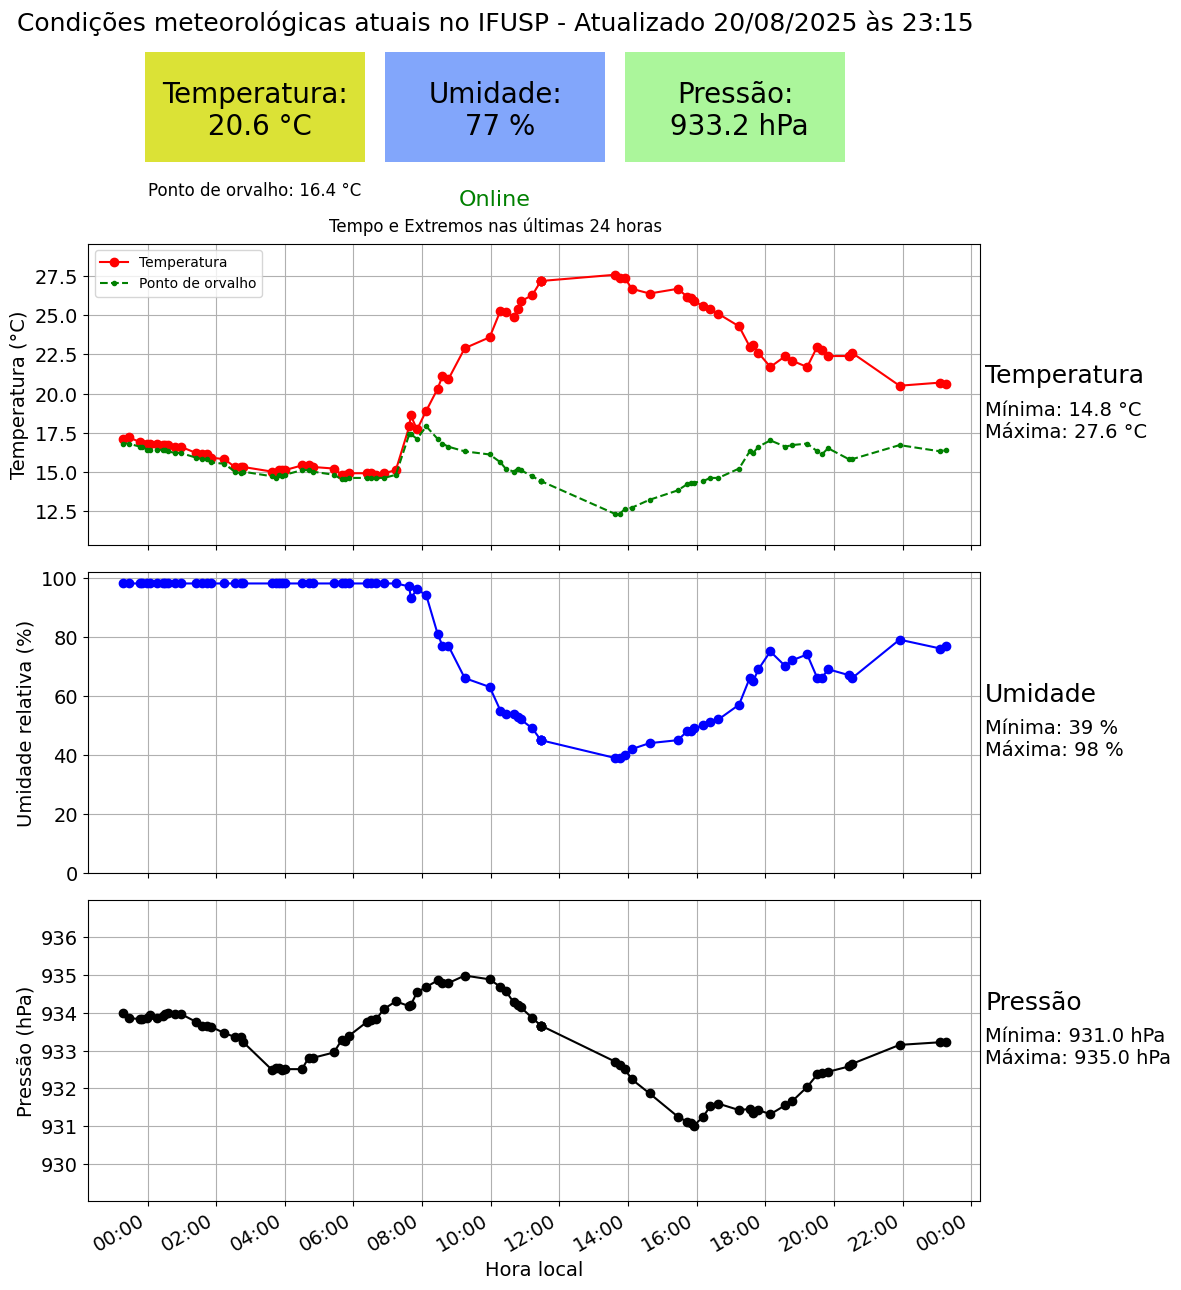 Condições meteorológicas atuais no IFUSP - Atualizado 20/08/2025 às 23:15
Temperatura:
20.6 °C
Umidade:
77 %
Pressão:
933.2 hPa
Ponto de orvalho: 16.4 °C
Online
Tempo e Extremos nas últimas 24 horas
Temperatura
Ponto de orvalho
Temperatura (°C)
27.5
25.0
22.5
20.0
17.5
15.0
12.5
Temperatura
Mínima: 14.8 °C
Máxima: 27.6 °C
Umidade relativa (%)
100
80
60
40
20
0
Umidade
Mínima: 39 %
Máxima: 98 %
Pressão (hPa)
936
935
934
933
932
931
930
Pressão
Mínima: 931.0 hPa
Máxima: 935.0 hPa
00:00 02:00 04:00 06:00 08:00 10:00 12:00 14:00 16:00 18:00 20:00 22:00 00:00
Hora local